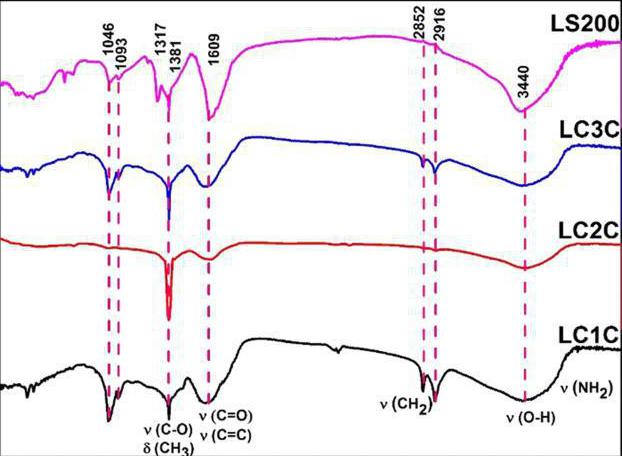 1046
1093
1317
1381
1609
2852
2916
3440
LS200
LC3C
LC2C
LC1C
ν (C-O)
δ (CH₃)
ν (C=O)
ν (C=C)
ν (CH₂)
ν (O-H)
ν (NH₂)